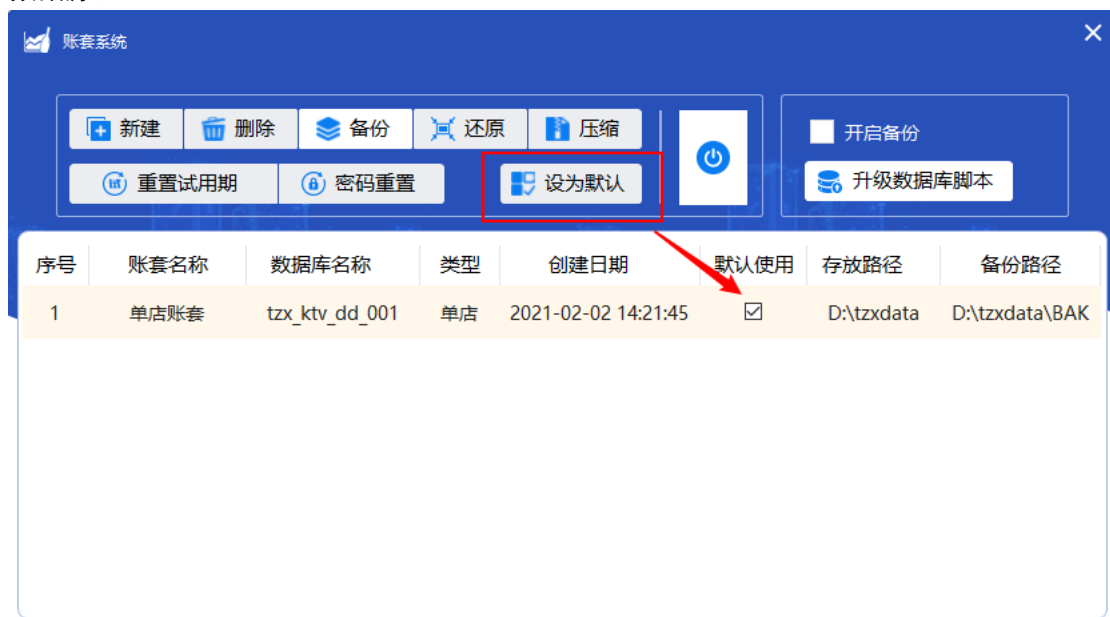 账套系统
新建 删除 备份 还原 压缩
开启备份
重置试用期 密码重置 设为默认
升级数据库脚本
序号 账套名称 数据库名称 类型 创建日期 默认使用 存放路径 备份路径
1 单店账套 tzx_ktv_dd_001 单店 2021-02-02 14:21:45 D:\tzxdata D:\tzxdata\BAK